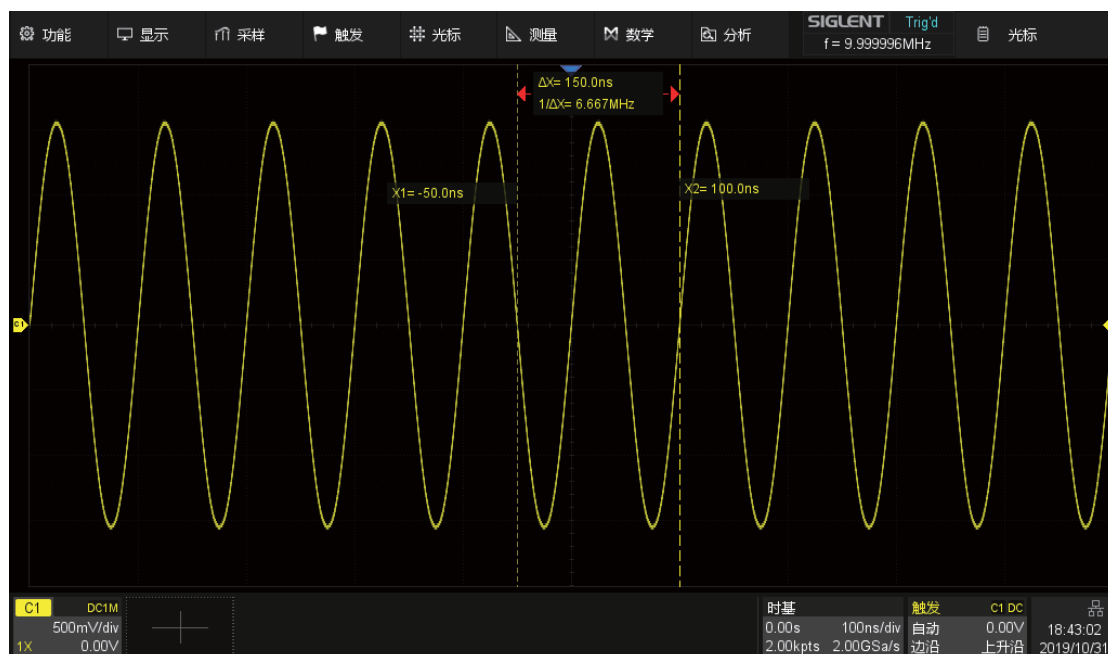 功能 显示 采样 触发 光标 测量 数学 分析 SIGLENT Trig'd 光标
f = 9.999996MHz
ΔX= 150.0ns
1/ΔX= 6.667MHz
X1= -50.0ns
X2= 100.0ns
C1
C1 DC1M
500mV/div
1X 0.00V
时基
0.00s 100ns/div
2.00kpts 2.00GSa/s
触发 C1 DC
自动 0.00V
边沿 上升沿
18:43:02
2019/10/31